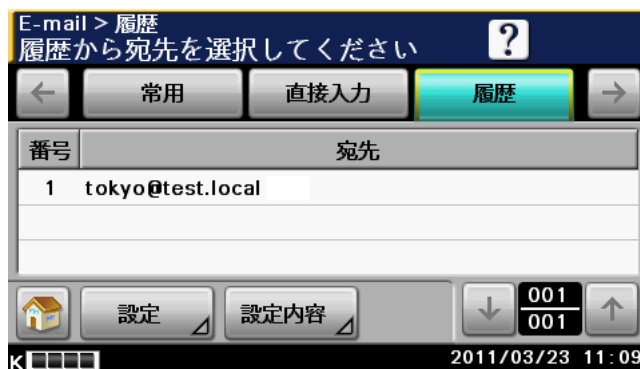 E-mail > 履歴
履歴から宛先を選択してください ?
← 常用 直接入力 履歴 →
番号 宛先
1 tokyo@test.local
設定 設定内容 ↓ 001 ↑
001
K 2011/03/23 11:09